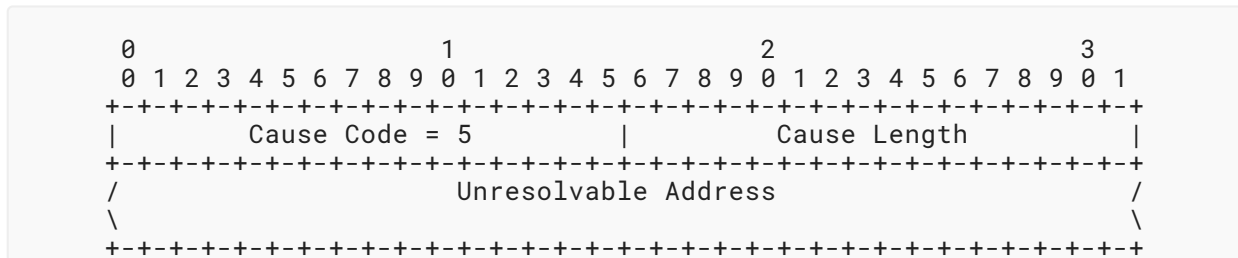 0                   1                   2                   3
0 1 2 3 4 5 6 7 8 9 0 1 2 3 4 5 6 7 8 9 0 1 2 3 4 5 6 7 8 9 0 1
+-+-+-+-+-+-+-+-+-+-+-+-+-+-+-+-+-+-+-+-+-+-+-+-+-+-+-+-+-+-+-+-+
|        Cause Code = 5         |         Cause Length          |
+-+-+-+-+-+-+-+-+-+-+-+-+-+-+-+-+-+-+-+-+-+-+-+-+-+-+-+-+-+-+-+-+
/                     Unresolvable Address                      /
\                                                               \
+-+-+-+-+-+-+-+-+-+-+-+-+-+-+-+-+-+-+-+-+-+-+-+-+-+-+-+-+-+-+-+-+